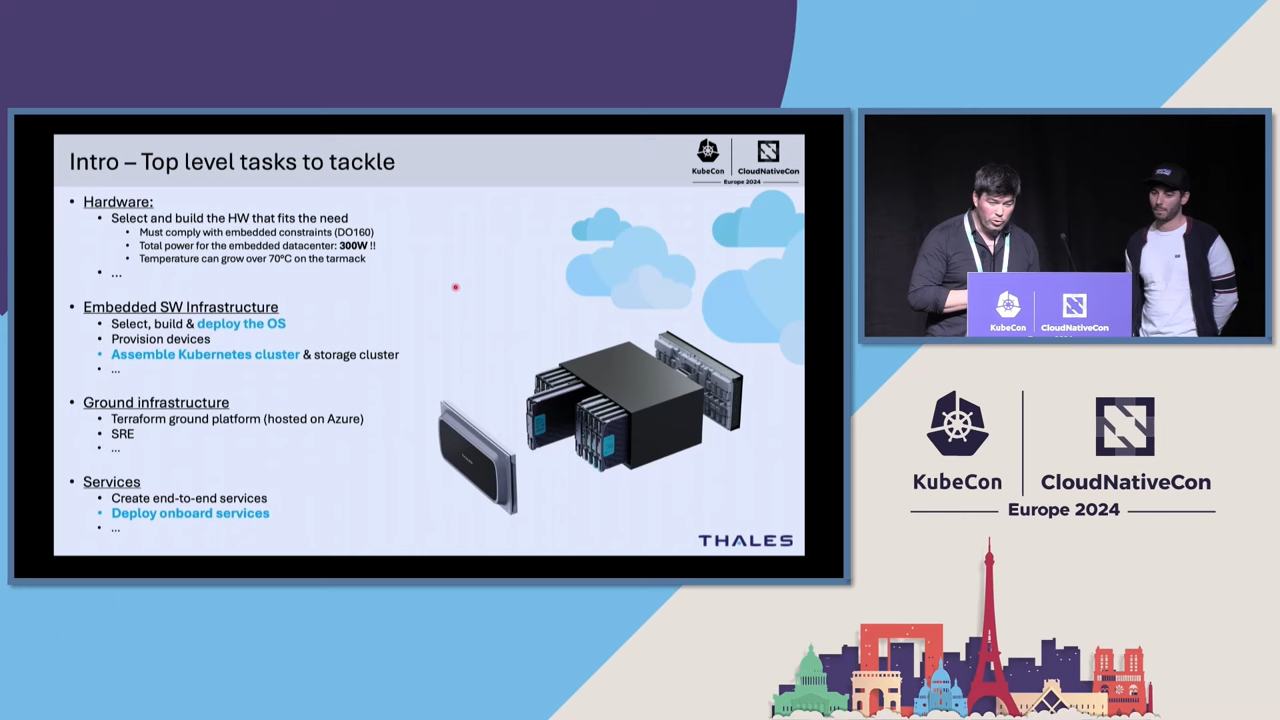 Intro – Top level tasks to tackle
KubeCon
CloudNativeCon
Europe 2024
• Hardware:
• Select and build the HW that fits the need
• Must comply with embedded constraints (DO160)
• Total power for the embedded datacenter: 300W !!
• Temperature can grow over 70°C on the tarmack
• ...
• Embedded SW Infrastructure
• Select, build & deploy the OS
• Provision devices
• Assemble Kubernetes cluster & storage cluster
• ...
• Ground infrastructure
• Terraform ground platform (hosted on Azure)
• SRE
• ...
• Services
• Create end-to-end services
• Deploy onboard services
• ...
THALES
THALES
KubeCon
CloudNativeCon
KubeCon
CloudNativeCon
Europe 2024